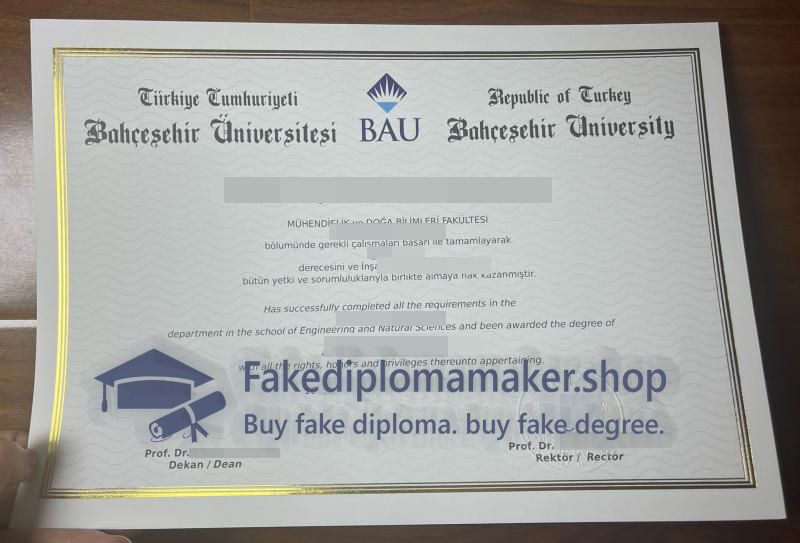 Türkiye Cumhuriyeti
Bahçeşehir Üniversitesi
BAU
Republic of Turkey
Bahçeşehir University
MÜHENDİSLİK ve DOĞA BİLİMLERİ FAKÜLTESİ
bölumünde gerekli çalışmaları başarı ile tamamlayarak
derecesini ve İnşa
bütün yetki ve sorumluluklarıyla birlikte almaya hak kazanmıştır.
Has successfully completed all the requirements in the
department in the school of Engineering and Natural Sciences and been awarded the degree of
with all the rights, honors and privileges thereunto appertaining.
Fakediplomamaker.shop
Buy fake diploma. buy fake degree.
Prof. Dr.
Dekan / Dean
Prof. Dr.
Rektör / Rector